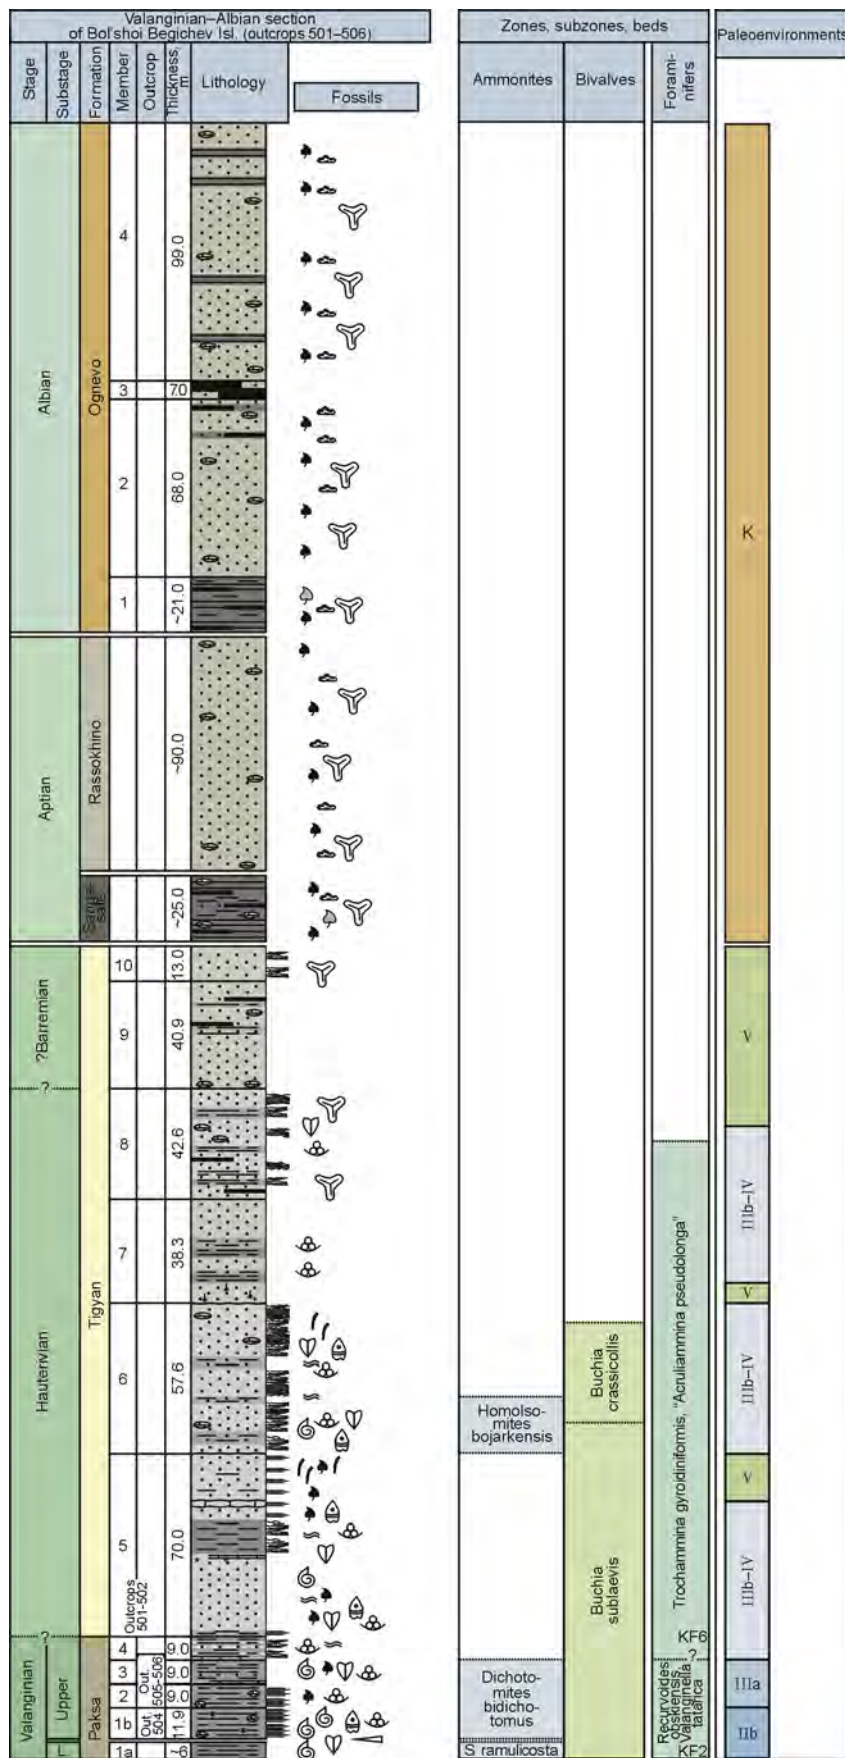 Valanginian–Albian section
of Bol'shoi Begichev Isl. (outcrops 501–506)
Zones, subzones, beds
Paleoenvironments
Stage
Substage
Formation
Member
Outcrop
Thickness, m
Lithology
Fossils
Ammonites
Bivalves
Forami-
nifers
Albian
Ognevo
4
99.0
3
7.0
2
68.0
1
~21.0
K
Aptian
Rassokhino
~90.0
~25.0
?Barremian
?
Tigyan
10
13.0
9
40.9
V
Hauterivian
8
42.6
IIIb–IV
7
38.3
V
6
57.6
IIIb–IV
Homolso-
mites
bojarkensis
Buchia
crassicollis
Trochammina gyroidiniformis, "Acruliammina pseudolonga"
5
70.0
Outcrops
501-502
V
IIIb–IV
Buchia
sublaevis
KF6
?
Valanginian
Upper
Paksa
4
9.0
3
9.0
Out.
505-506
2
9.0
1b
11.9
Out.
504
1a
~6
L.
Dichoto-
mites
bidicho-
tomus
S ramulicosta
Recurvoides
obskiensis,
Valanginella
tatarica
KF2
IIIa
IIb